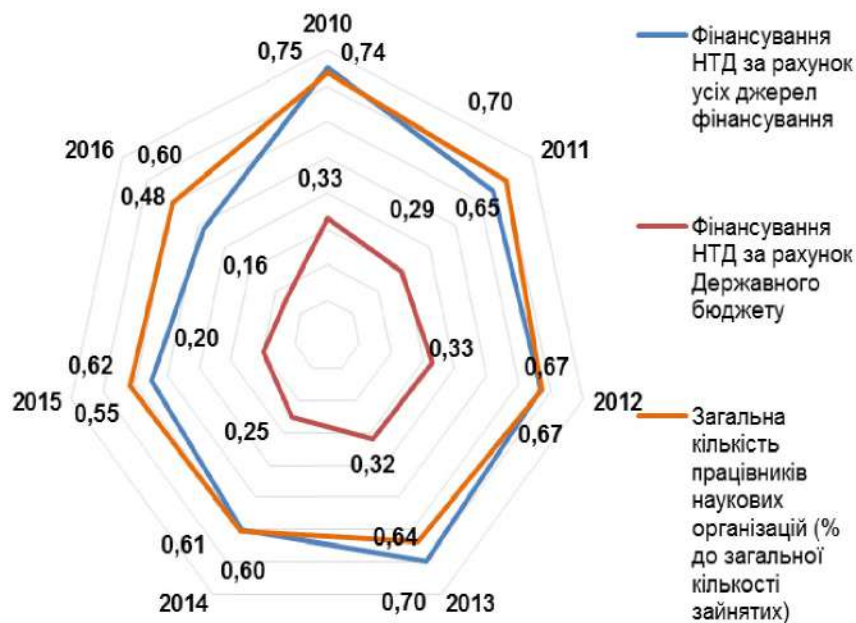 2010
0,75 0,74
Фінансування
НТД за рахунок
усіх джерел
фінансування
0,70
2016
0,60
2011
0,48
0,33
0,29
0,65
Фінансування
НТД за рахунок
Державного
бюджету
0,16
0,20
0,33
0,62
0,67
2015
0,55
2012
0,67
0,25
0,32
Загальна
кількість
працівників
наукових
організацій (%
до загальної
кількості
зайнятих)
0,61
0,64
0,60
2014
0,70
2013